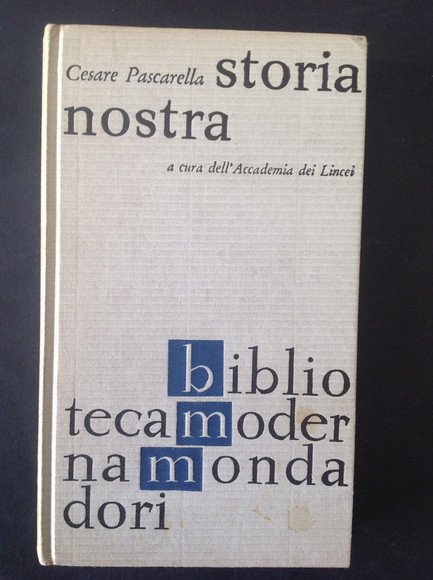 Cesare Pascarella storia
nostra
a cura dell'Accademia dei Lincei
biblio
tecamoder
namonda
dori